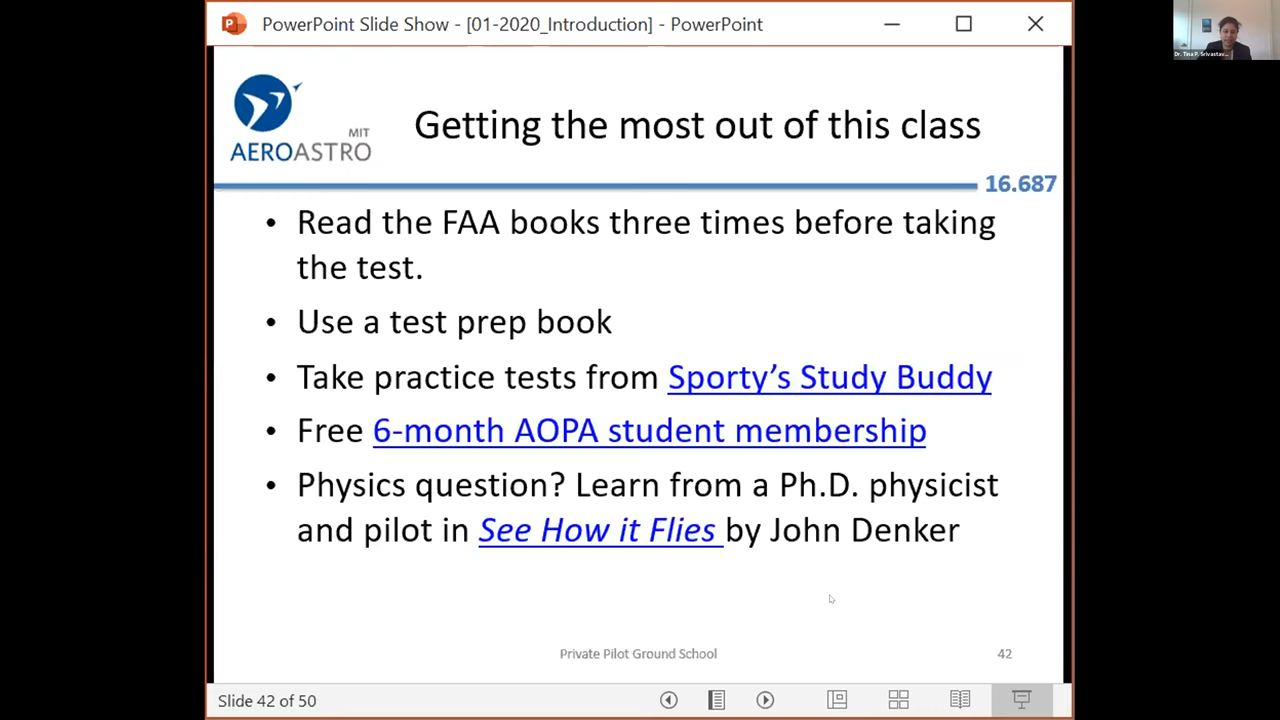 PowerPoint Slide Show - [01-2020_Introduction] - PowerPoint
MIT
AEROASTRO
Getting the most out of this class
16.687
• Read the FAA books three times before taking
the test.
• Use a test prep book
• Take practice tests from Sporty’s Study Buddy
• Free 6-month AOPA student membership
• Physics question? Learn from a Ph.D. physicist
and pilot in See How it Flies by John Denker
Private Pilot Ground School
42
Slide 42 of 50
Dr. Tina P. Srivastav...